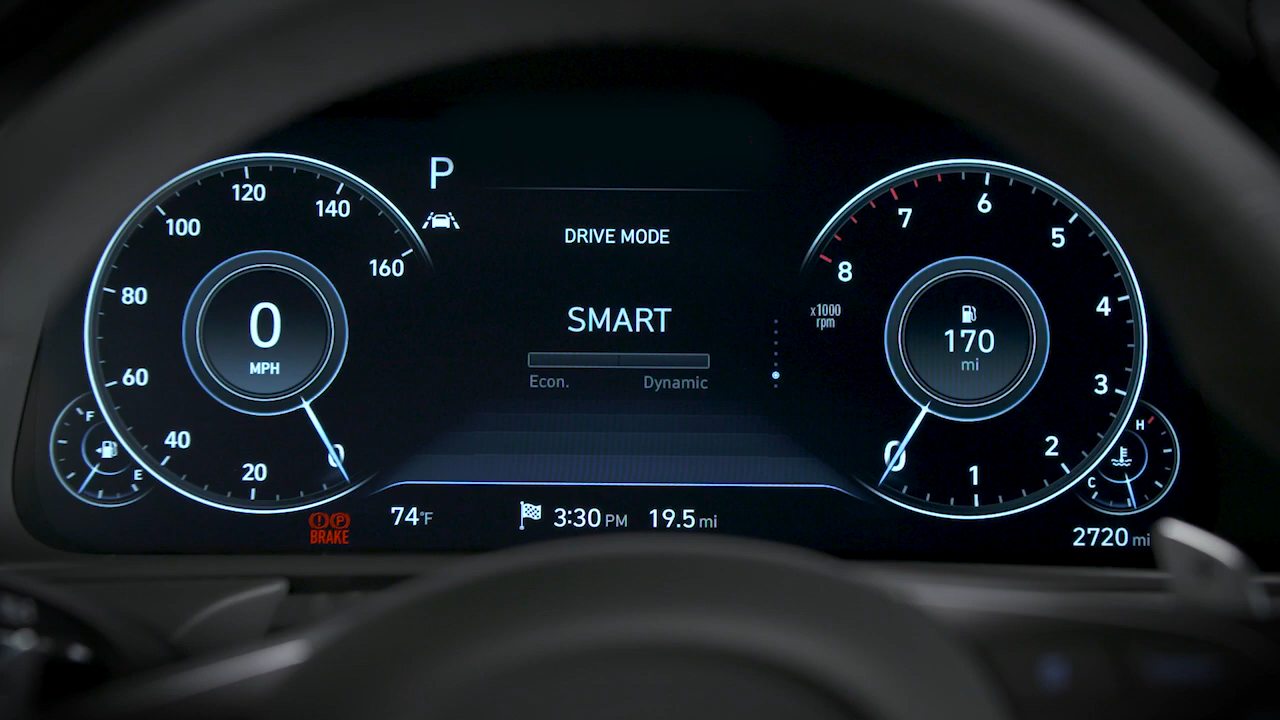 P
DRIVE MODE
SMART
Econ. Dynamic
0
20
40
60
80
100
120
140
160
0
MPH
F
E
8
7
6
5
4
3
2
1
0
x1000
rpm
170
mi
H
C
BRAKE
74°F
3:30 PM 19.5 mi
2720 mi